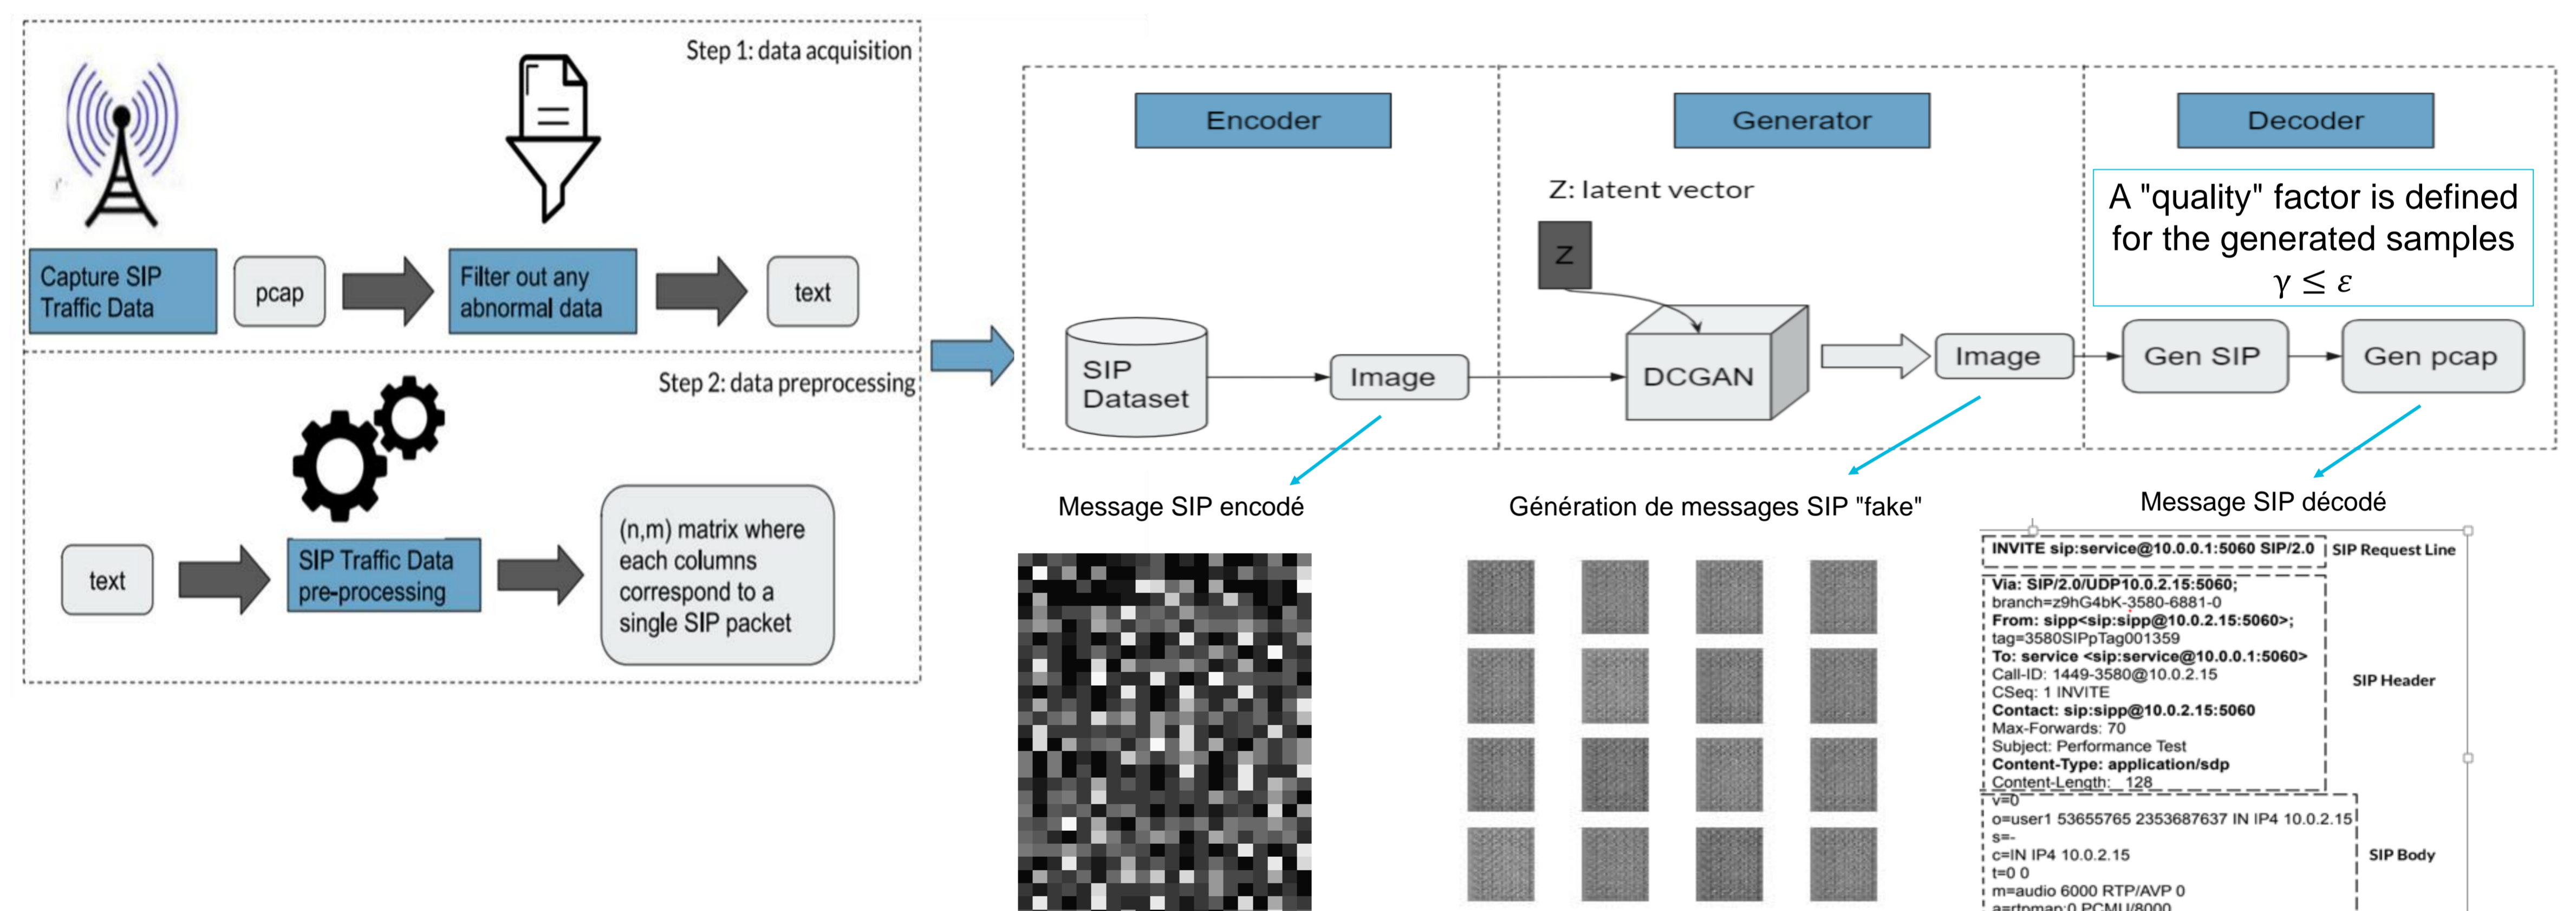 Step 1: data acquisition
Capture SIP
Traffic Data
pcap
Filter out any
abnormal data
text
Step 2: data preprocessing
text
SIP Traffic Data
pre-processing
(n,m) matrix where
each columns
correspond to a
single SIP packet
Encoder
SIP
Dataset
Image
Generator
Z: latent vector
Z
DCGAN
Image
Decoder
A "quality" factor is defined
for the generated samples
γ ≤ ε
Gen SIP
Gen pcap
Message SIP encodé
Génération de messages SIP "fake"
Message SIP décodé
INVITE sip:service@10.0.0.1:5060 SIP/2.0
SIP Request Line
Via: SIP/2.0/UDP10.0.2.15:5060;
branch=z9hG4bK-3580-6881-0
From: sipp<sip:sipp@10.0.2.15:5060>;
tag=3580SIPpTag001359
To: service <sip:service@10.0.0.1:5060>
Call-ID: 1449-3580@10.0.2.15
CSeq: 1 INVITE
Contact: sip:sipp@10.0.2.15:5060
Max-Forwards: 70
Subject: Performance Test
Content-Type: application/sdp
Content-Length: 128
SIP Header
v=0
o=user1 53655765 2353687637 IN IP4 10.0.2.15
s=-
c=IN IP4 10.0.2.15
t=0 0
m=audio 6000 RTP/AVP 0
a=rtpmap:0 PCMU/8000
SIP Body